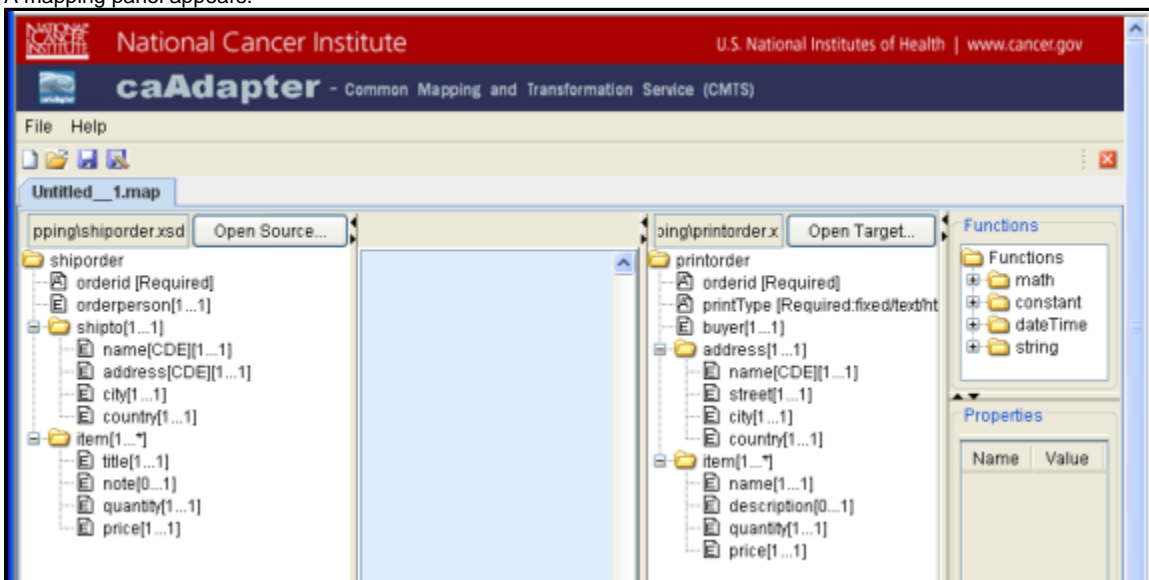 A mapping panel appears.
NATIONAL
CANCER
INSTITUTE
National Cancer Institute
U.S. National Institutes of Health | www.cancer.gov
caAdapter - Common Mapping and Transformation Service (CMTS)
File Help
Untitled__1.map
pping\shiporder.xsd Open Source...
shiporder
A orderid [Required]
E orderperson[1...1]
shipto[1...1]
E name[CDE][1...1]
E address[CDE][1...1]
E city[1...1]
E country[1...1]
item[1...*]
E title[1...1]
E note[0...1]
E quantity[1...1]
E price[1...1]
ping\printorder.x Open Target...
printorder
A orderid [Required]
A printType [Required:fixed/text/ht
E buyer[1...1]
address[1...1]
E name[CDE][1...1]
E street[1...1]
E city[1...1]
E country[1...1]
item[1...*]
E name[1...1]
E description[0...1]
E quantity[1...1]
E price[1...1]
Functions
Functions
math
constant
dateTime
string
Properties
Name Value